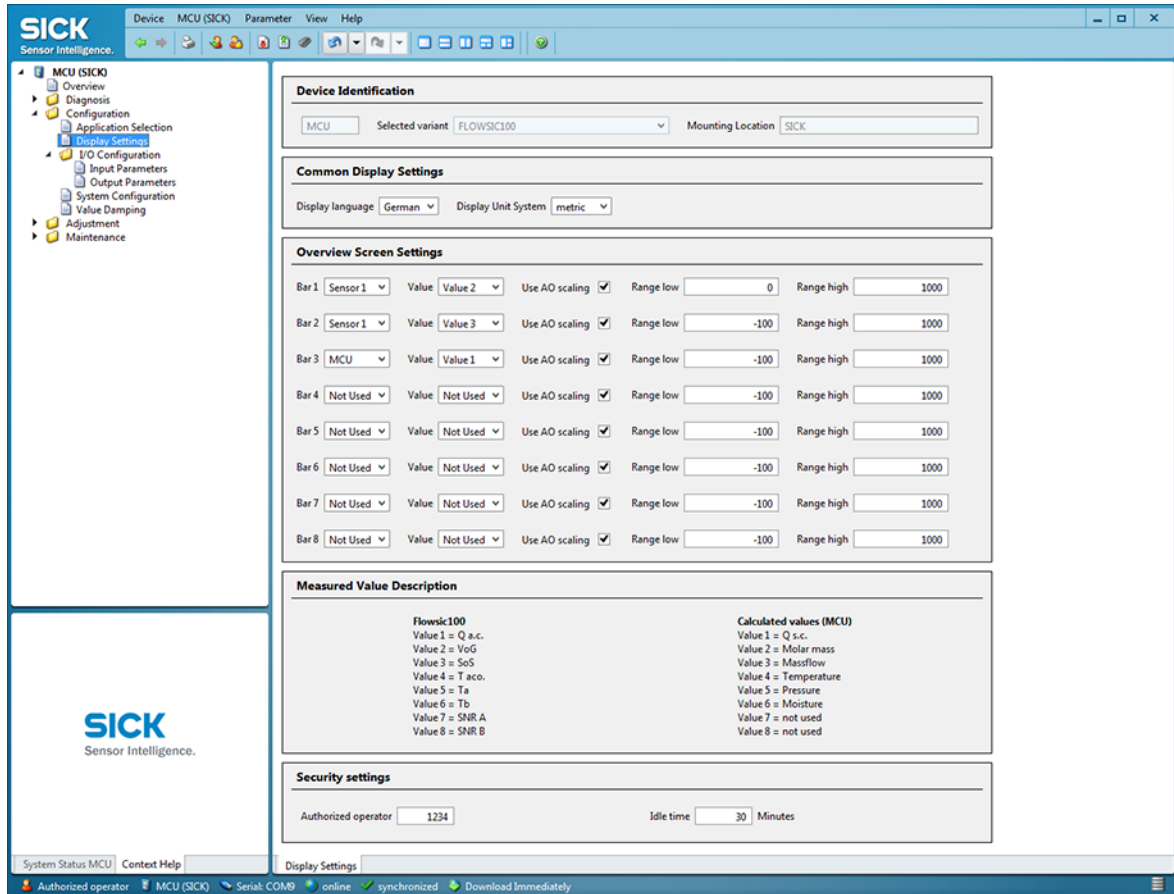 SICK
Sensor Intelligence.
Device MCU (SICK) Parameter View Help
MCU (SICK)
Overview
Diagnosis
Configuration
Application Selection
Display Settings
I/O Configuration
Input Parameters
Output Parameters
System Configuration
Value Damping
Adjustment
Maintenance
Device Identification
MCU Selected variant FLOWSIC100 Mounting Location SICK
Common Display Settings
Display language German Display Unit System metric
Overview Screen Settings
Bar 1 Sensor 1 Value Value 2 Use AO scaling Range low 0 Range high 1000
Bar 2 Sensor 1 Value Value 3 Use AO scaling Range low -100 Range high 1000
Bar 3 MCU Value Value 1 Use AO scaling Range low -100 Range high 1000
Bar 4 Not Used Value Not Used Use AO scaling Range low -100 Range high 1000
Bar 5 Not Used Value Not Used Use AO scaling Range low -100 Range high 1000
Bar 6 Not Used Value Not Used Use AO scaling Range low -100 Range high 1000
Bar 7 Not Used Value Not Used Use AO scaling Range low -100 Range high 1000
Bar 8 Not Used Value Not Used Use AO scaling Range low -100 Range high 1000
Measured Value Description
Flowsic100
Value 1 = Q a.c.
Value 2 = VoG
Value 3 = SoS
Value 4 = T aco.
Value 5 = Ta
Value 6 = Tb
Value 7 = SNR A
Value 8 = SNR B
Calculated values (MCU)
Value 1 = Q s.c.
Value 2 = Molar mass
Value 3 = Massflow
Value 4 = Temperature
Value 5 = Pressure
Value 6 = Moisture
Value 7 = not used
Value 8 = not used
Security settings
Authorized operator 1234 Idle time 30 Minutes
SICK
Sensor Intelligence.
System Status MCU Context Help
Display Settings
Authorized operator MCU (SICK) Serial: COM9 online synchronized Download Immediately